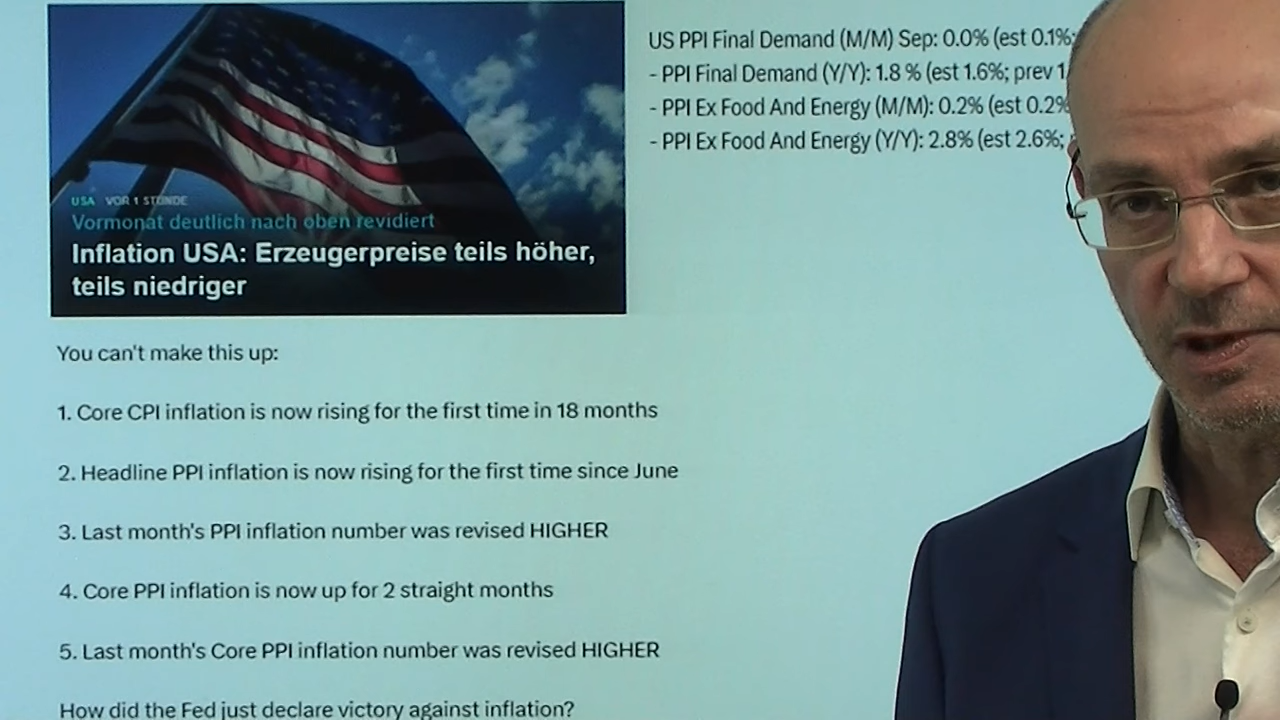 USA VOR 1 STUNDE
Vormonat deutlich nach oben revidiert
Inflation USA: Erzeugerpreise teils höher,
teils niedriger
US PPI Final Demand (M/M) Sep: 0.0% (est 0.1%;
- PPI Final Demand (Y/Y): 1.8 % (est 1.6%; prev 1
- PPI Ex Food And Energy (M/M): 0.2% (est 0.2%
- PPI Ex Food And Energy (Y/Y): 2.8% (est 2.6%;
You can't make this up:
1. Core CPI inflation is now rising for the first time in 18 months
2. Headline PPI inflation is now rising for the first time since June
3. Last month's PPI inflation number was revised HIGHER
4. Core PPI inflation is now up for 2 straight months
5. Last month's Core PPI inflation number was revised HIGHER
How did the Fed just declare victory against inflation?